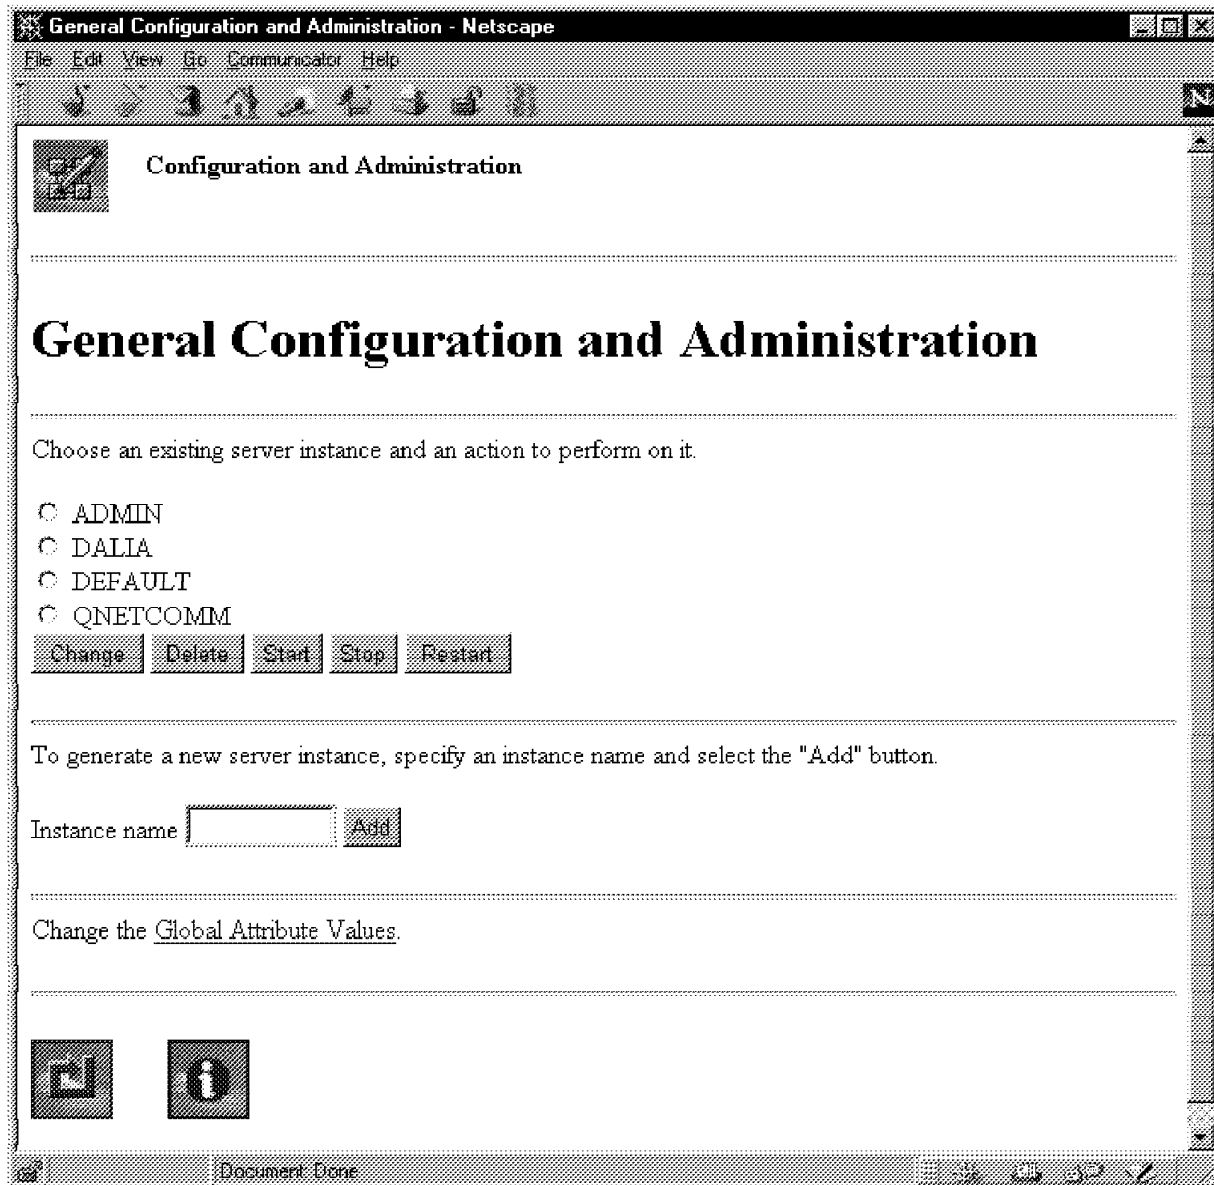 General Configuration and Administration - Netscape
File Edit View Go Communicator Help
N
Configuration and Administration
General Configuration and Administration
Choose an existing server instance and an action to perform on it.
ADMIN
DALIA
DEFAULT
QNETCOMM
Change Delete Start Stop Restart
To generate a new server instance, specify an instance name and select the "Add" button.
Instance name Add
Change the Global Attribute Values.
Document: Done